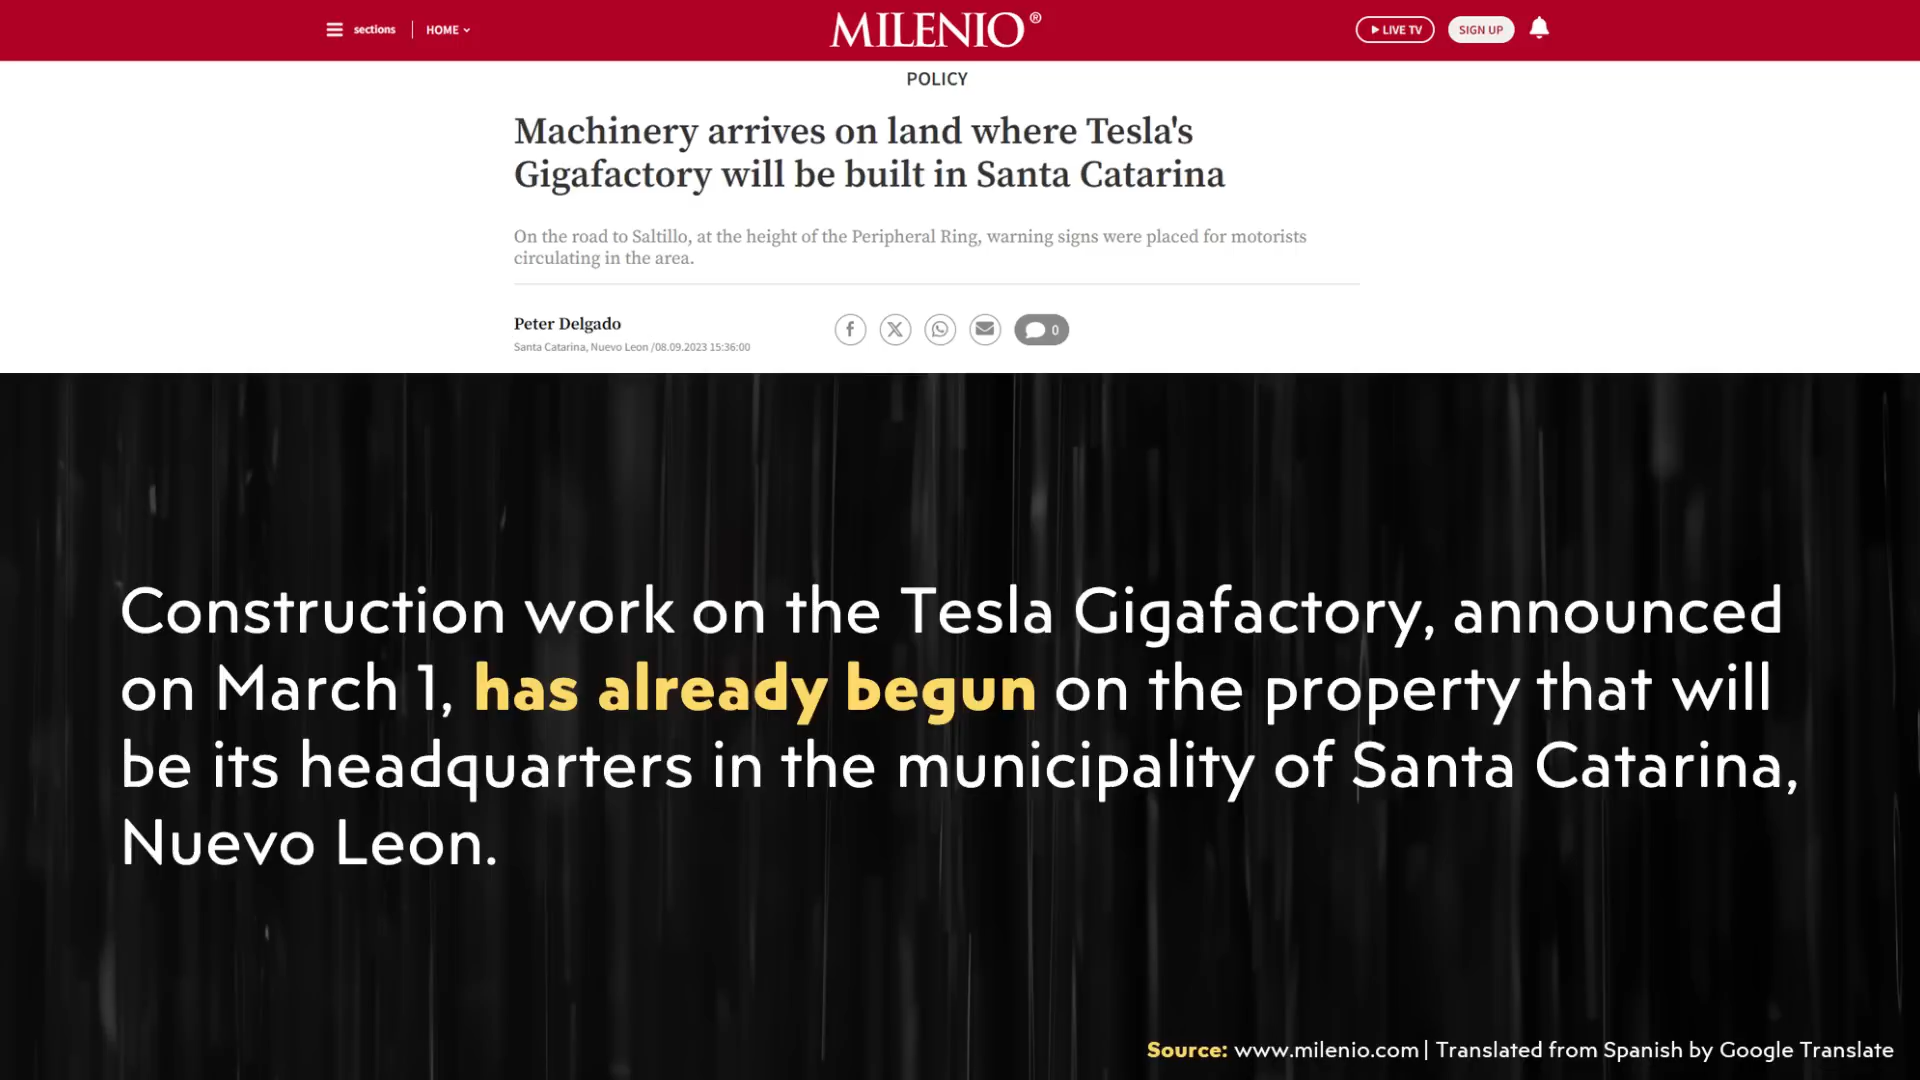 sections HOME MILENIO® LIVE TV SIGN UP
POLICY
Machinery arrives on land where Tesla's
Gigafactory will be built in Santa Catarina
On the road to Saltillo, at the height of the Peripheral Ring, warning signs were placed for motorists
circulating in the area.
Peter Delgado
0
Santa Catarina, Nuevo Leon /08.09.2023 15:36:00
Construction work on the Tesla Gigafactory, announced
on March 1, has already begun on the property that will
be its headquarters in the municipality of Santa Catarina,
Nuevo Leon.
Source: www.milenio.com | Translated from Spanish by Google Translate